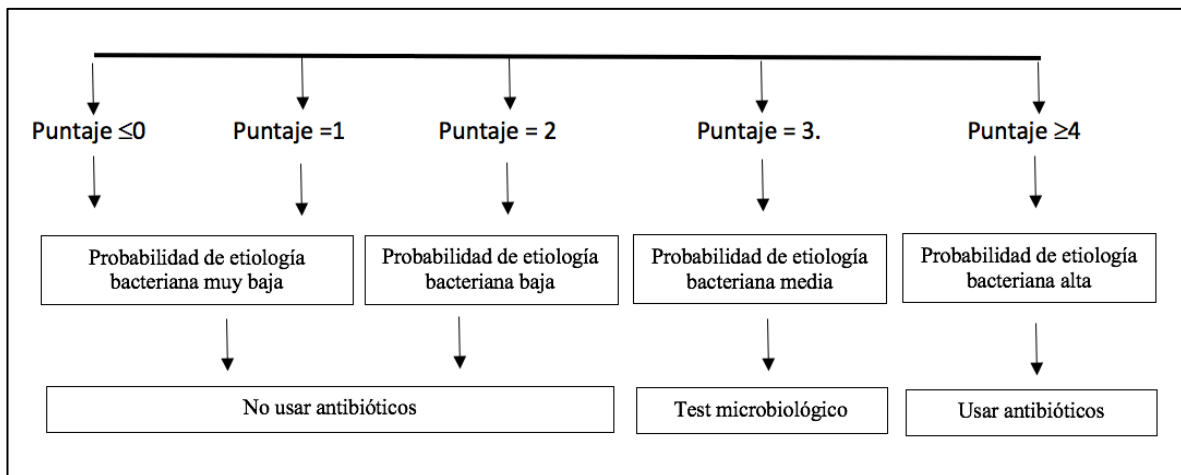 Puntaje ≤0
Puntaje =1
Puntaje = 2
Puntaje = 3.
Puntaje ≥4
Probabilidad de etiología
bacteriana muy baja
Probabilidad de etiología
bacteriana baja
Probabilidad de etiología
bacteriana media
Probabilidad de etiología
bacteriana alta
No usar antibióticos
Test microbiológico
Usar antibióticos